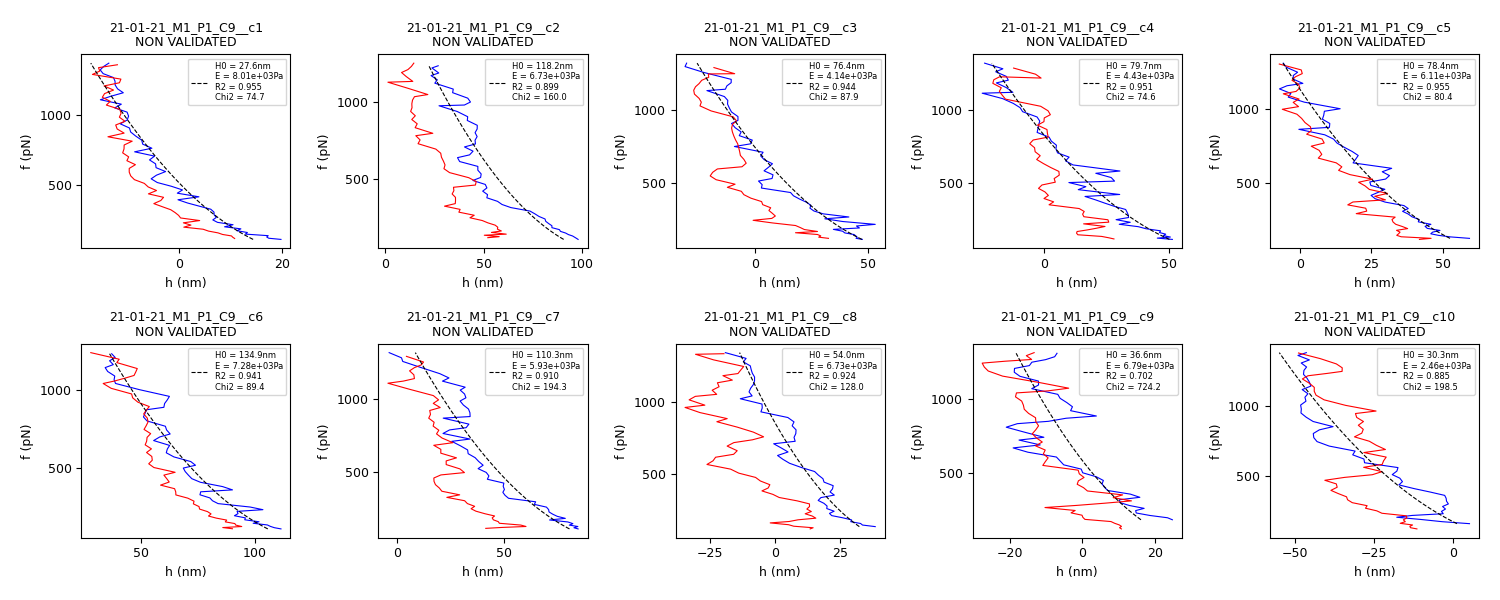 21-01-21_M1_P1_C9__c1
NON VALIDATED
H0 = 27.6nm
E = 8.01e+03Pa
R2 = 0.955
Chi2 = 74.7
f (pN)
1000
500
0
20
h (nm)
21-01-21_M1_P1_C9__c2
NON VALIDATED
H0 = 118.2nm
E = 6.73e+03Pa
R2 = 0.899
Chi2 = 160.0
f (pN)
1000
500
0
50
100
h (nm)
21-01-21_M1_P1_C9__c3
NON VALIDATED
H0 = 76.4nm
E = 4.14e+03Pa
R2 = 0.944
Chi2 = 87.9
f (pN)
1000
500
0
50
h (nm)
21-01-21_M1_P1_C9__c4
NON VALIDATED
H0 = 79.7nm
E = 4.43e+03Pa
R2 = 0.951
Chi2 = 74.6
f (pN)
1000
500
0
50
h (nm)
21-01-21_M1_P1_C9__c5
NON VALIDATED
H0 = 78.4nm
E = 6.11e+03Pa
R2 = 0.955
Chi2 = 80.4
f (pN)
1000
500
0
25
50
h (nm)
21-01-21_M1_P1_C9__c6
NON VALIDATED
H0 = 134.9nm
E = 7.28e+03Pa
R2 = 0.941
Chi2 = 89.4
f (pN)
1000
500
50
100
h (nm)
21-01-21_M1_P1_C9__c7
NON VALIDATED
H0 = 110.3nm
E = 5.93e+03Pa
R2 = 0.910
Chi2 = 194.3
f (pN)
1000
500
0
50
h (nm)
21-01-21_M1_P1_C9__c8
NON VALIDATED
H0 = 54.0nm
E = 6.73e+03Pa
R2 = 0.924
Chi2 = 128.0
f (pN)
1000
500
−25
0
25
h (nm)
21-01-21_M1_P1_C9__c9
NON VALIDATED
H0 = 36.6nm
E = 6.79e+03Pa
R2 = 0.702
Chi2 = 724.2
f (pN)
1000
500
−20
0
20
h (nm)
21-01-21_M1_P1_C9__c10
NON VALIDATED
H0 = 30.3nm
E = 2.46e+03Pa
R2 = 0.885
Chi2 = 198.5
f (pN)
1000
500
−50
−25
0
h (nm)